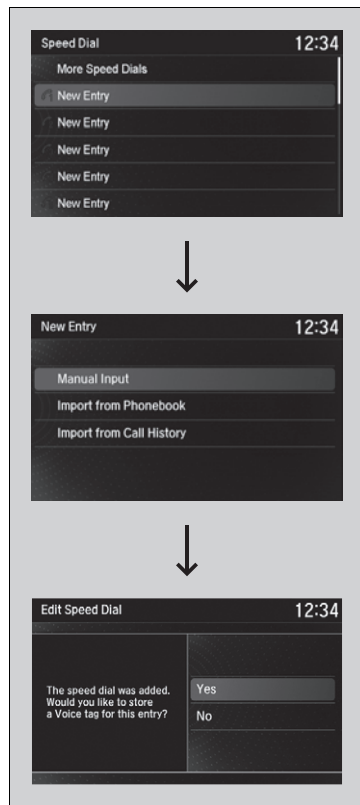 Speed Dial 12:34
More Speed Dials
New Entry
New Entry
New Entry
New Entry
New Entry
New Entry 12:34
Manual Input
Import from Phonebook
Import from Call History
Edit Speed Dial 12:34
The speed dial was added.
Would you like to store
a Voice tag for this entry?
Yes
No